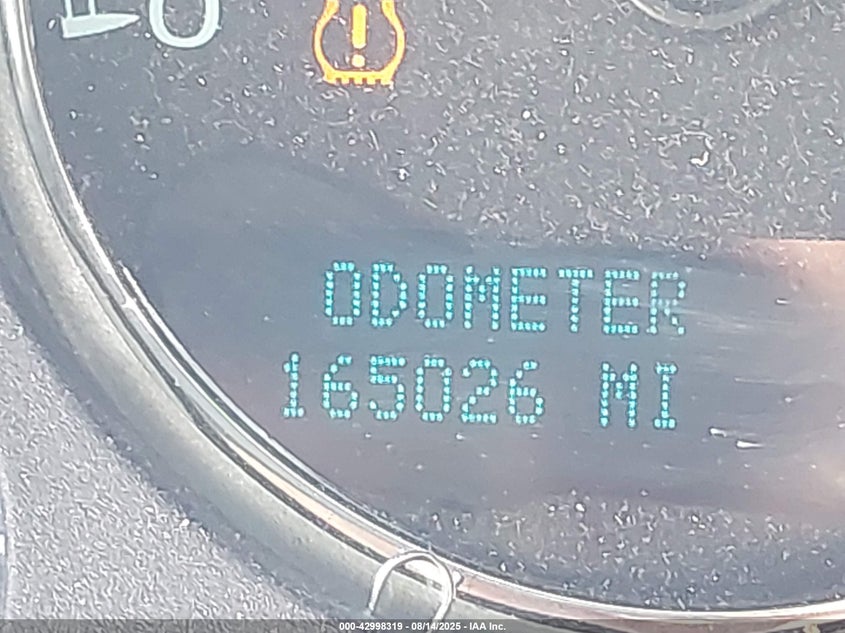 ODOMETER
165026 MI
000-42998319 - 08/14/2025 - IAA Inc.